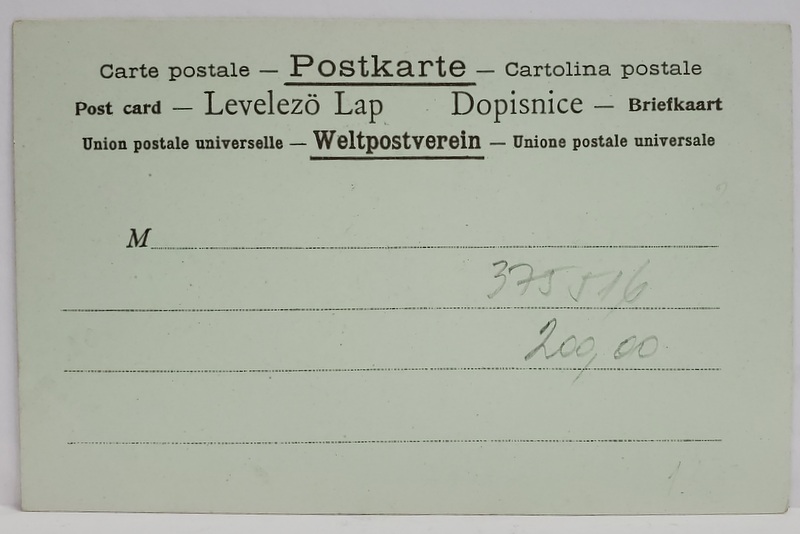 Carte postale — Postkarte — Cartolina postale
Post card — Levelezö Lap Dopisnice — Briefkaart
Union postale universelle — Weltpostverein — Unione postale universale
M
375516
200,00